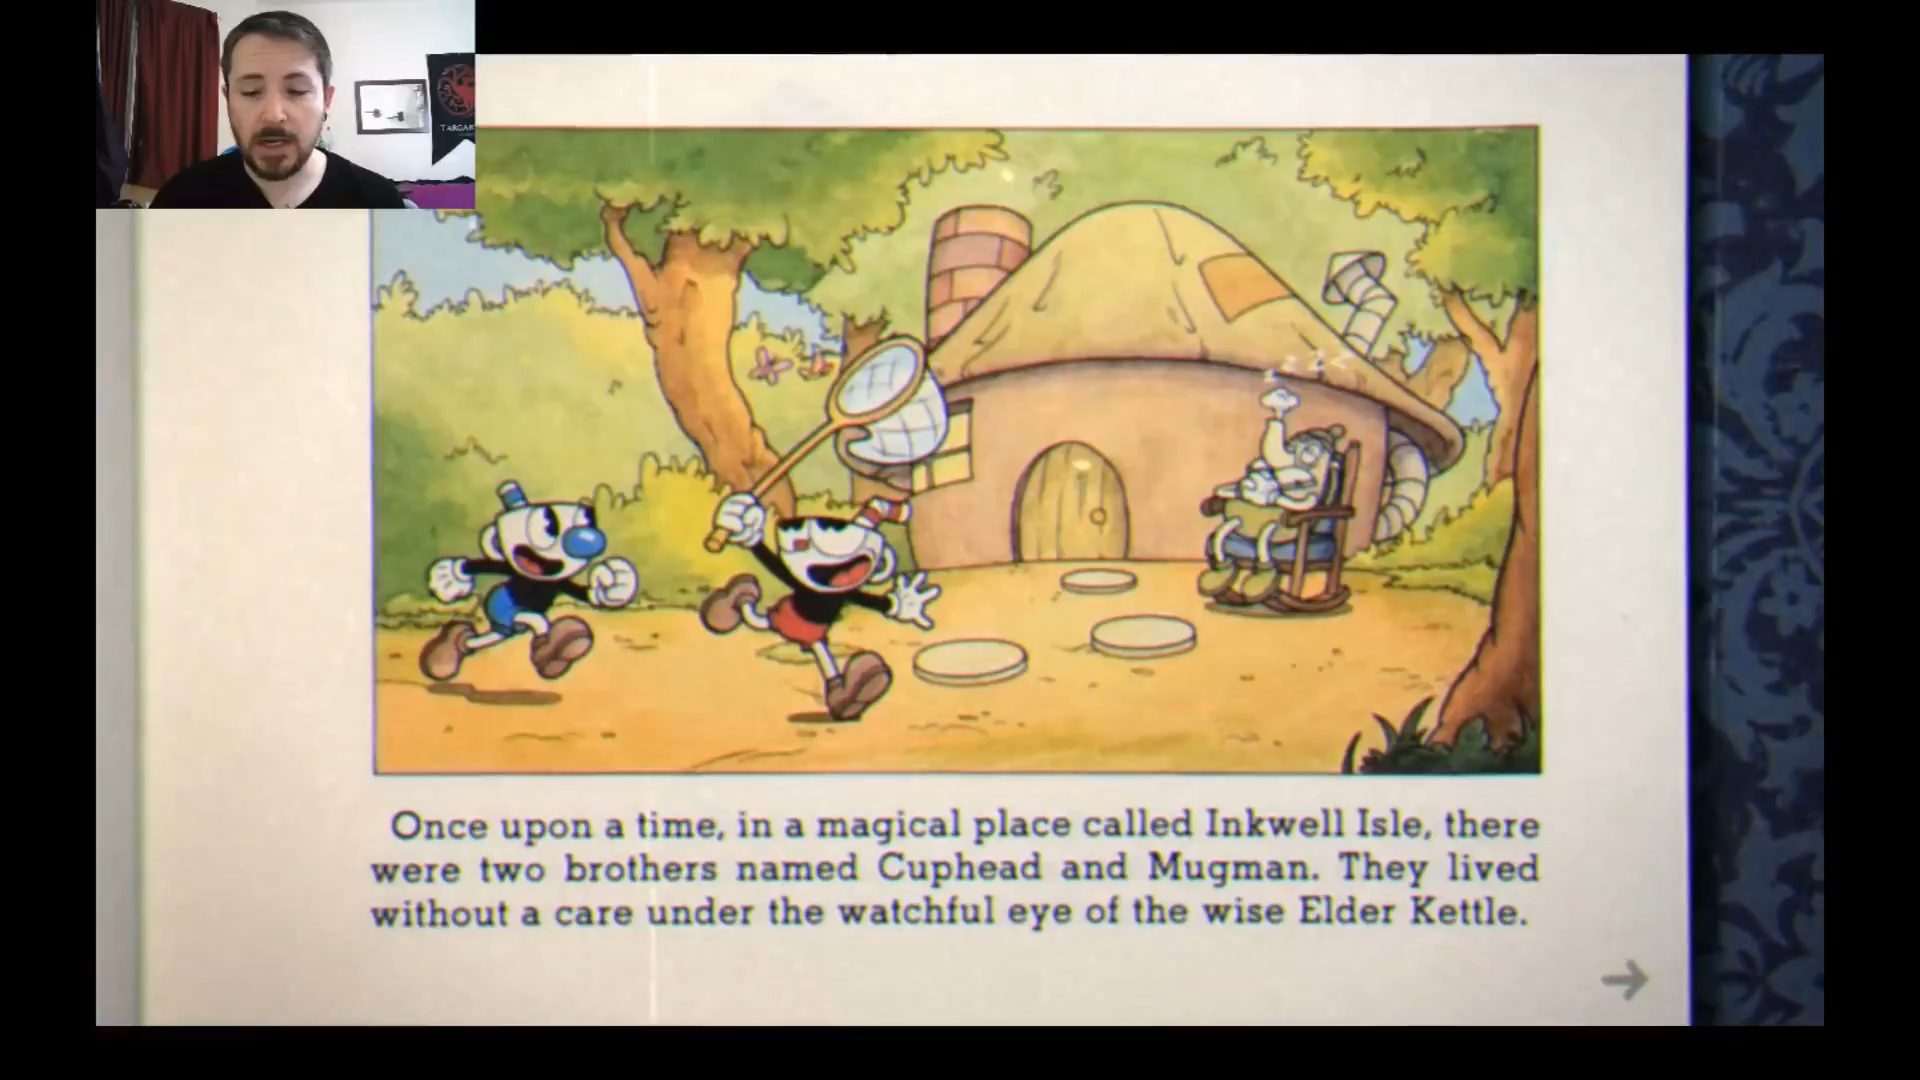 TARGAR
z z z z
Once upon a time, in a magical place called Inkwell Isle, there
were two brothers named Cuphead and Mugman. They lived
without a care under the watchful eye of the wise Elder Kettle.